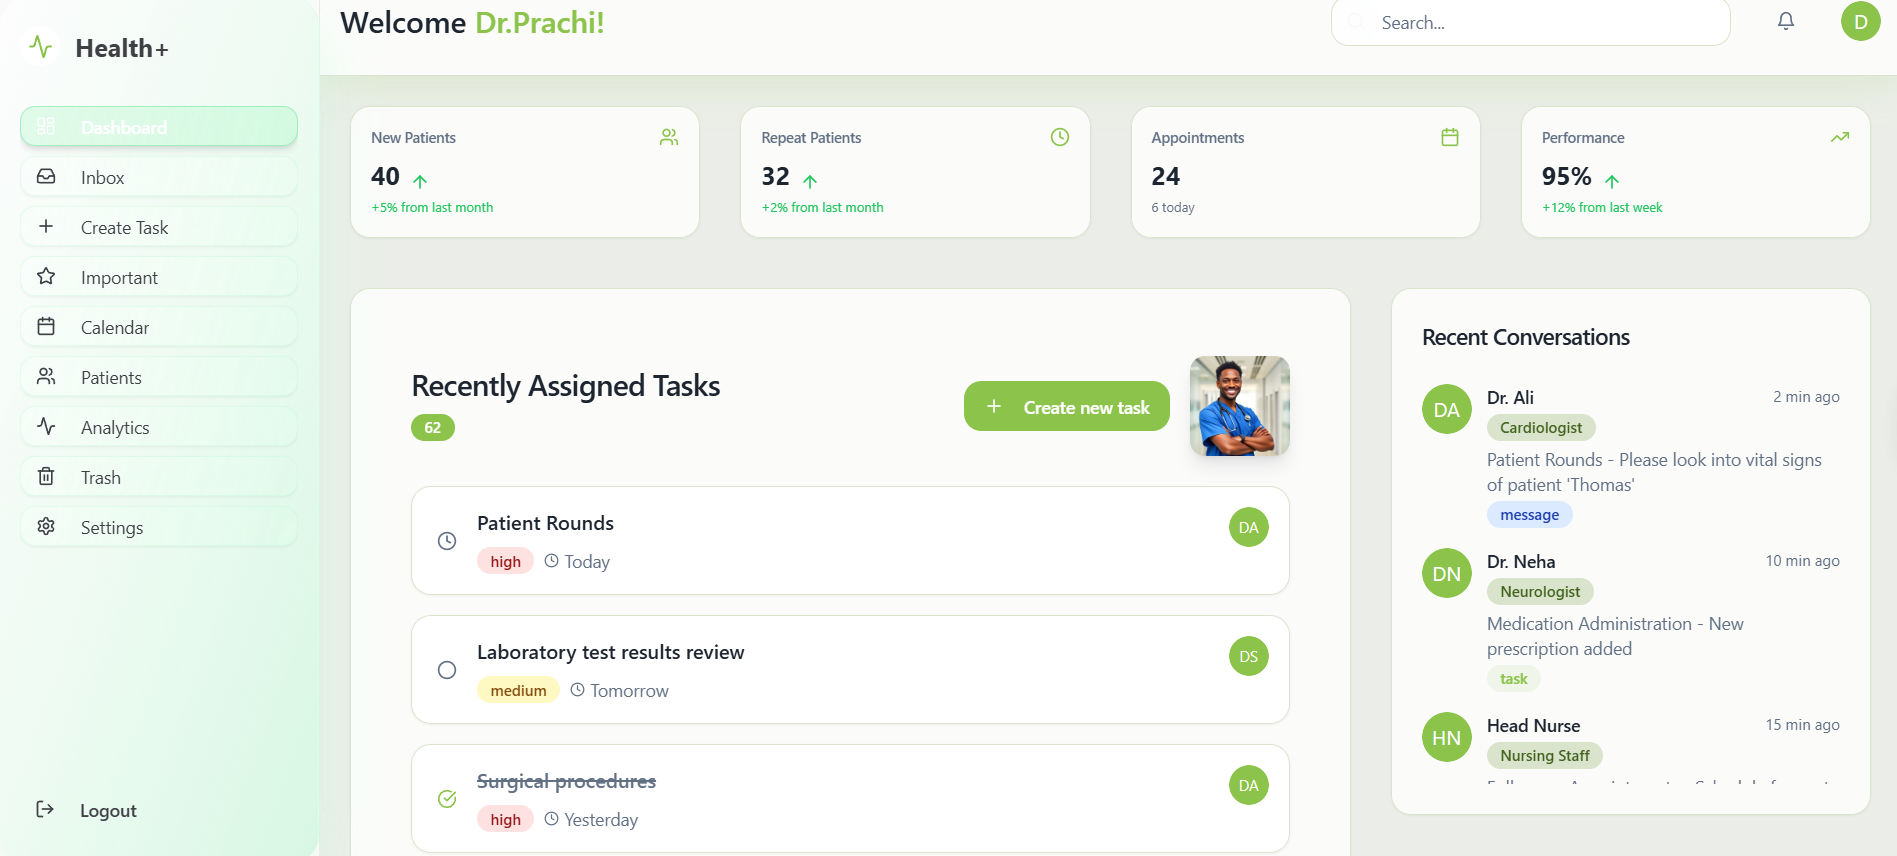 Health+
Dashboard
Inbox
Create Task
Important
Calendar
Patients
Analytics
Trash
Settings
Logout
Welcome Dr.Prachi!
Search...
D
New Patients
40
+5% from last month
Repeat Patients
32
+2% from last month
Appointments
24
6 today
Performance
95%
+12% from last week
Recently Assigned Tasks
62
Create new task
Patient Rounds
high Today
DA
Laboratory test results review
medium Tomorrow
DS
Surgical procedures
high Yesterday
DA
Recent Conversations
DA
Dr. Ali
2 min ago
Cardiologist
Patient Rounds - Please look into vital signs
of patient 'Thomas'
message
DN
Dr. Neha
10 min ago
Neurologist
Medication Administration - New
prescription added
task
HN
Head Nurse
15 min ago
Nursing Staff